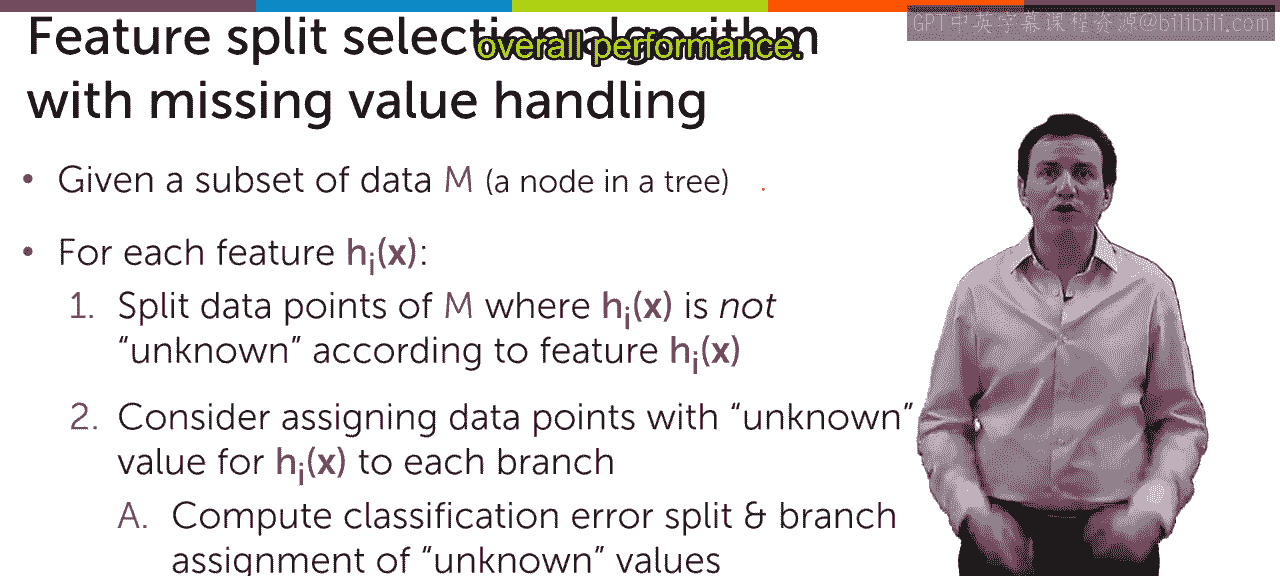 GPT中英字幕课程资源@bilibili.com
Feature split selection algorithm
overall performance.
with missing value handling
• Given a subset of data M (a node in a tree)
• For each feature hi(x):
1. Split data points of M where hi(x) is not
"unknown" according to feature hi(x)
2. Consider assigning data points with "unknown"
value for hi(x) to each branch
A. Compute classification error split & branch
assignment of "unknown" values